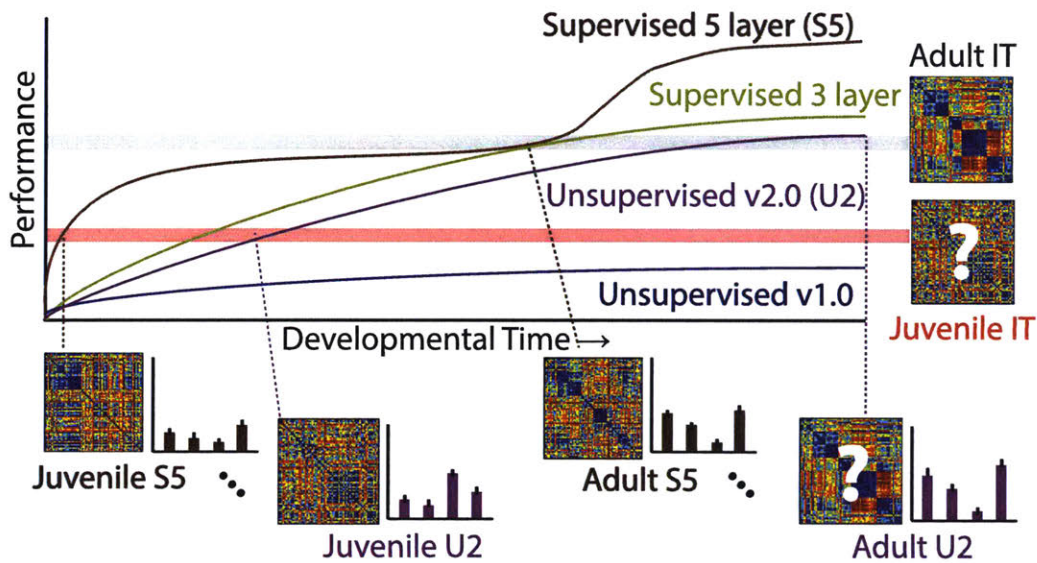 Supervised 5 layer (S5)
Adult IT
Supervised 3 layer
Performance
Unsupervised v2.0 (U2)
?
Unsupervised v1.0
Juvenile IT
Developmental Time →
Juvenile S5
Adult S5
?
Juvenile U2
Adult U2